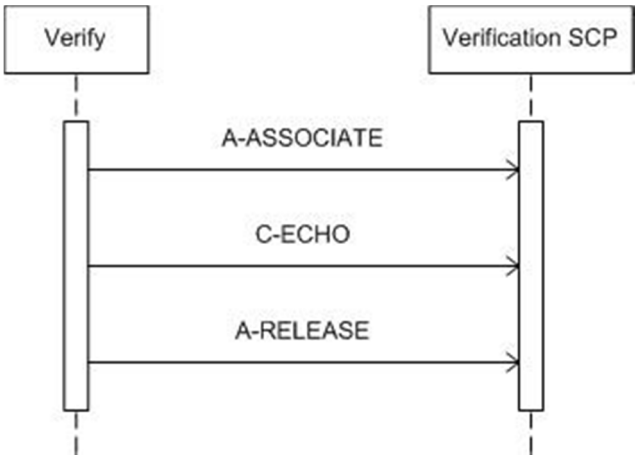 Verify
Verification SCP
A-ASSOCIATE
C-ECHO
A-RELEASE